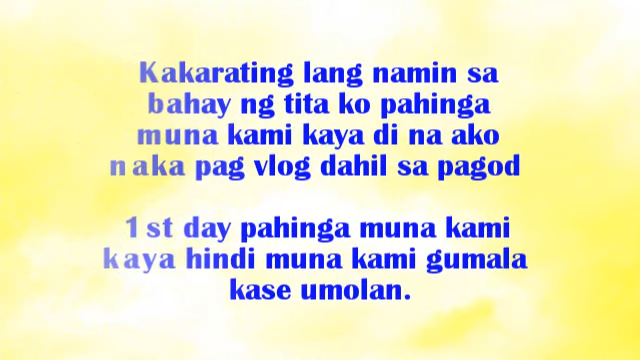 Kakarating lang namin sa
bahay ng tita ko pahinga
muna kami kaya di na ako
naka pag vlog dahil sa pagod
1st day pahinga muna kami
kaya hindi muna kami gumala
kase umolan.